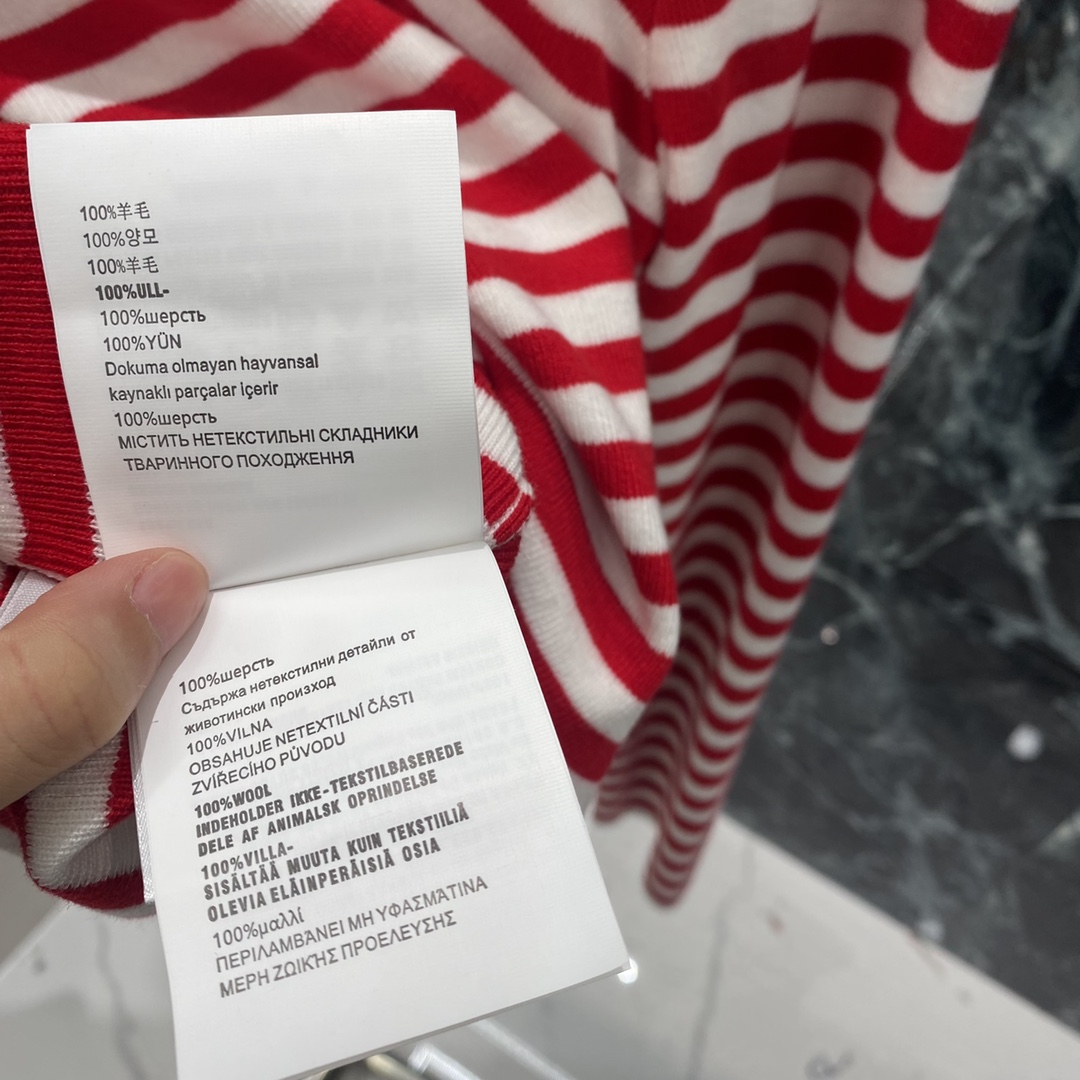 100%羊毛
100%양모
100%羊毛
100%ULL-
100%шерсть
100%YÜN
Dokuma olmayan hayvansal
kaynaklı parçalar içerir
100%шерсть
МІСТИТЬ НЕТЕКСТИЛЬНІ СКЛАДНИКИ
ТВАРИННОГО ПОХОДЖЕННЯ
100%шерсть
Съдържа нетекстилни детайли от
животински произход
100%VILNA
OBSAHUJE NETEXTILNÍ ČÁSTI
ZVÍŘECÍHO PŮVODU
100%WOOL
INDEHOLDER IKKE-TEKSTILBASEREDE
DELE AF ANIMALSK OPRINDELSE
100%VILLA-
SISÄLTÄÄ MUUTA KUIN TEKSTIILIÄ
OLEVIA ELÄINPERÄISIÄ OSIA
100%μαλλί
ΠΕΡΙΛΑΜΒΆΝΕΙ ΜΗ ΥΦΑΣΜΆΤΙΝΑ
ΜΕΡΗ ΖΩΙΚΉΣ ΠΡΟΕΛΕΥΣΗΣ